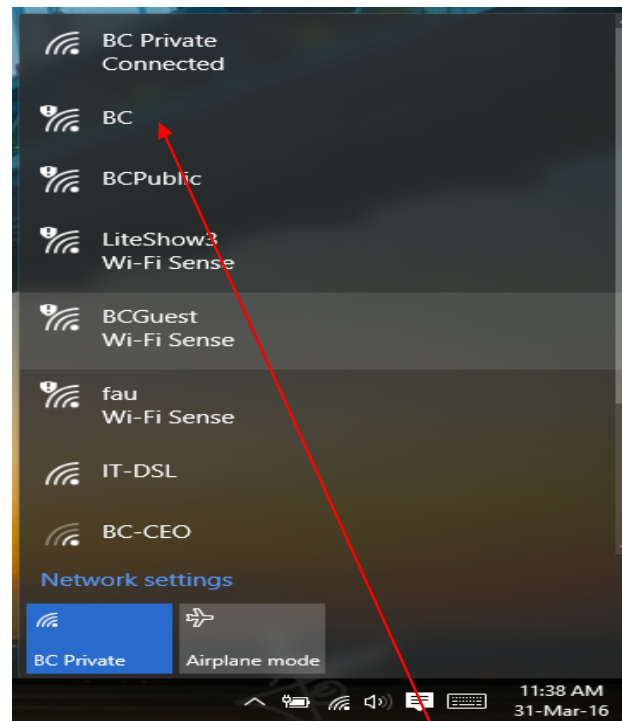 BC Private
Connected
BC
BCPublic
LiteShow3
Wi-Fi Sense
BCGuest
Wi-Fi Sense
fau
Wi-Fi Sense
IT-DSL
BC-CEO
Network settings
BC Private
Airplane mode
11:38 AM
31-Mar-16